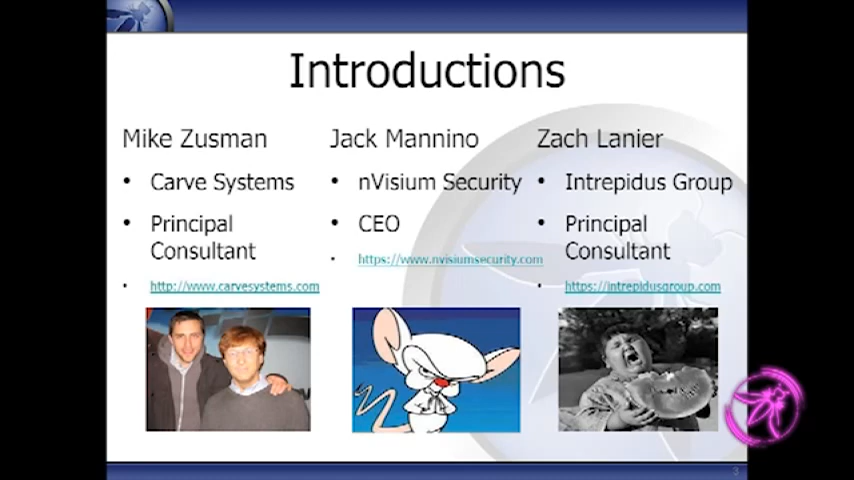 Introductions
Mike Zusman
• Carve Systems
• Principal
Consultant
• http://www.carvesystems.com
Jack Mannino
• nVisium Security
• CEO
• https://www.nvisiumsecurity.com
Zach Lanier
• Intrepidus Group
• Principal
Consultant
• https://intrepidusgroup.com
3